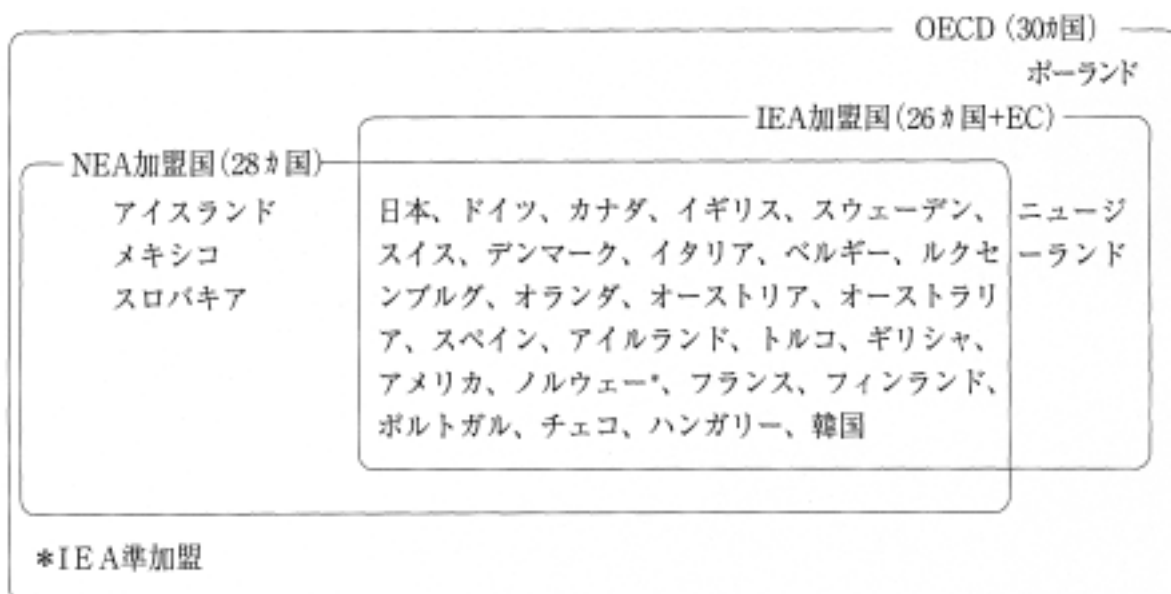 OECD (30ヵ国)
ポーランド
IEA加盟国(26ヵ国+EC)
NEA加盟国(28ヵ国)
アイスランド
メキシコ
スロバキア
日本、ドイツ、カナダ、イギリス、スウェーデン、
スイス、デンマーク、イタリア、ベルギー、ルクセ
ンブルグ、オランダ、オーストリア、オーストラリ
ア、スペイン、アイルランド、トルコ、ギリシャ、
アメリカ、ノルウェー*、フランス、フィンランド、
ポルトガル、チェコ、ハンガリー、韓国
ニュージ
ーランド
*IEA準加盟